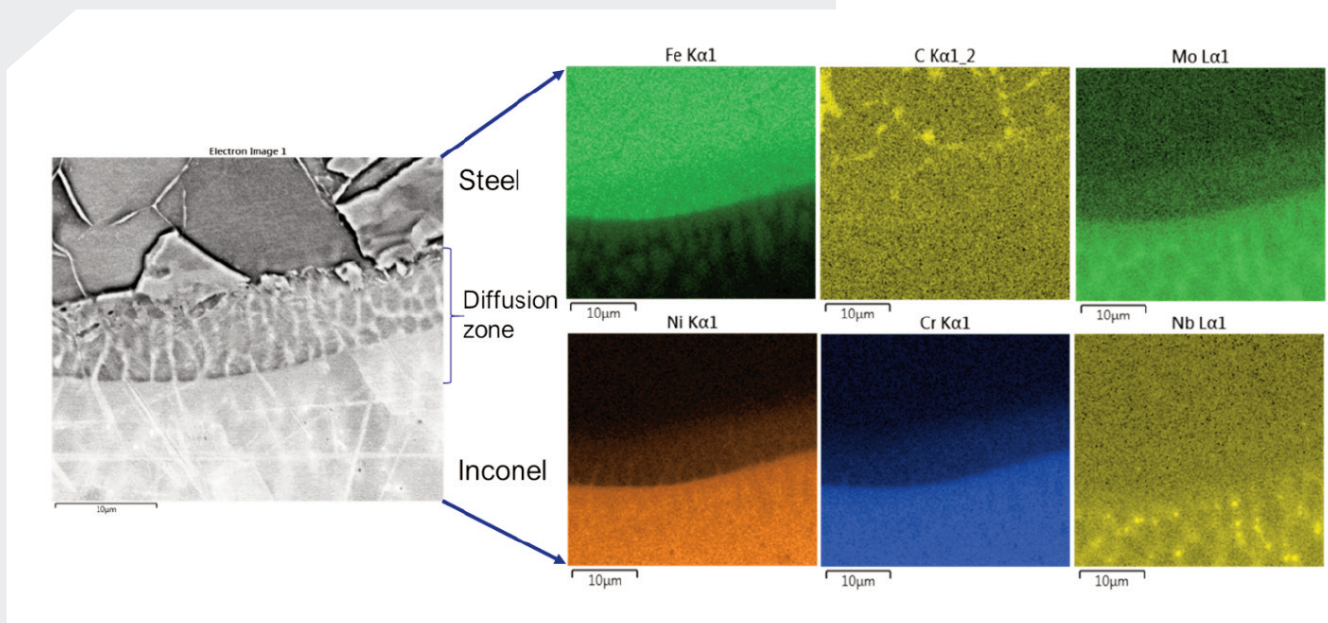 Electron Image 1
10μm
Steel
Diffusion
zone
Inconel
Fe Kα1
10μm
C Kα1_2
Mo Lα1
10μm
Ni Kα1
10μm
Cr Kα1
10μm
Nb Lα1
10μm